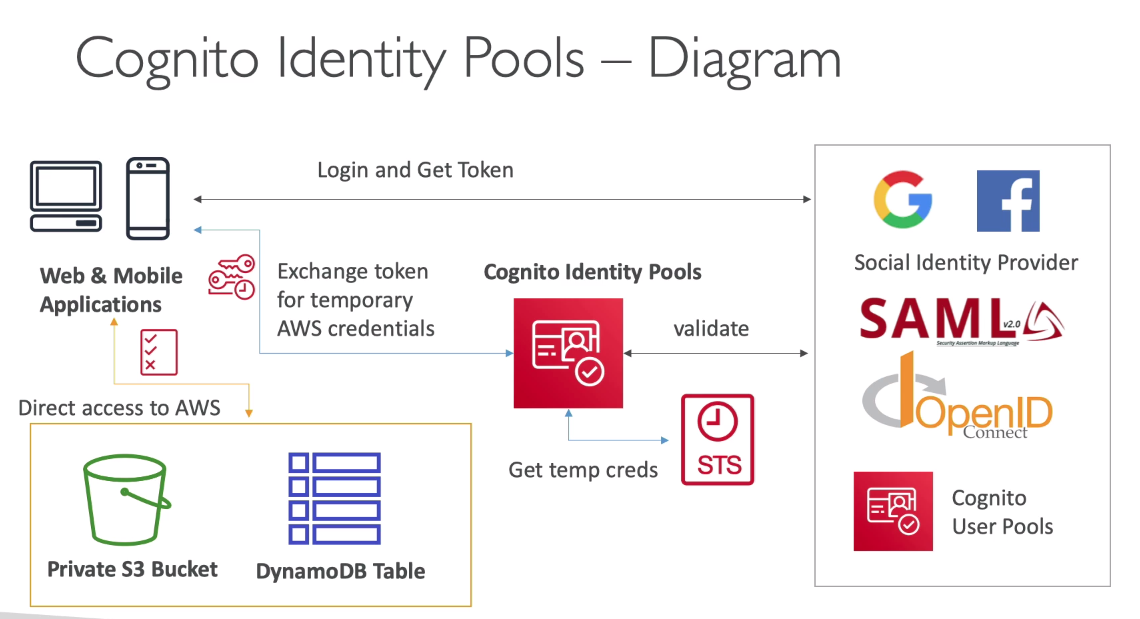 Cognito Identity Pools – Diagram
Login and Get Token
Web & Mobile
Applications
Exchange token
for temporary
AWS credentials
Cognito Identity Pools
validate
Social Identity Provider
SAML v2.0
Security Assertion Markup Language
OpenID
Connect
Direct access to AWS
Get temp creds
STS
Cognito
User Pools
Private S3 Bucket
DynamoDB Table